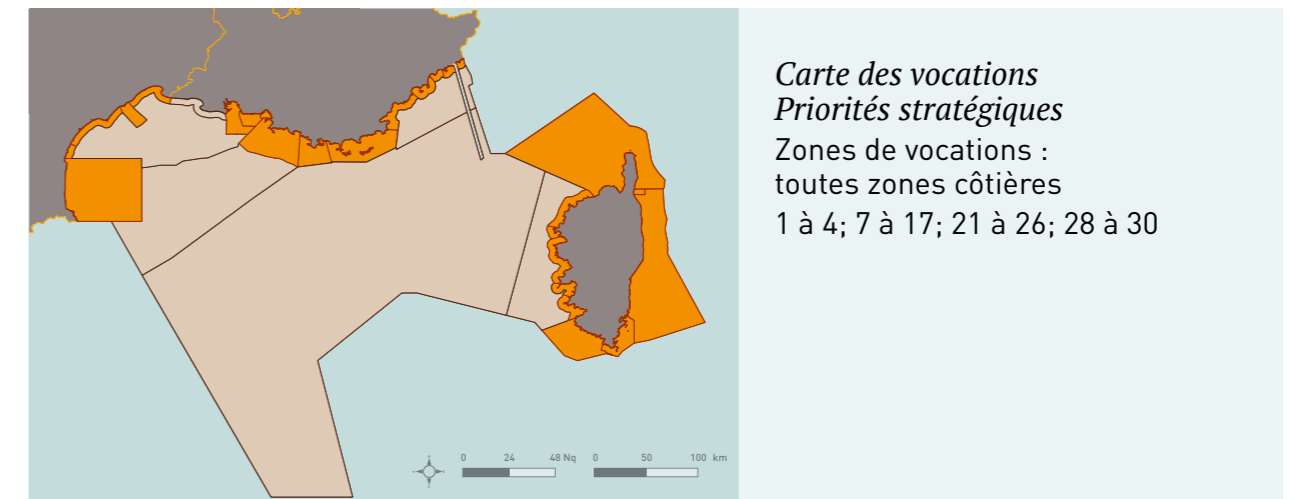 Carte des vocations
Priorités stratégiques
Zones de vocations :
toutes zones côtières
1 à 4; 7 à 17; 21 à 26; 28 à 30
0 24 48 Nq 0 50 100 km